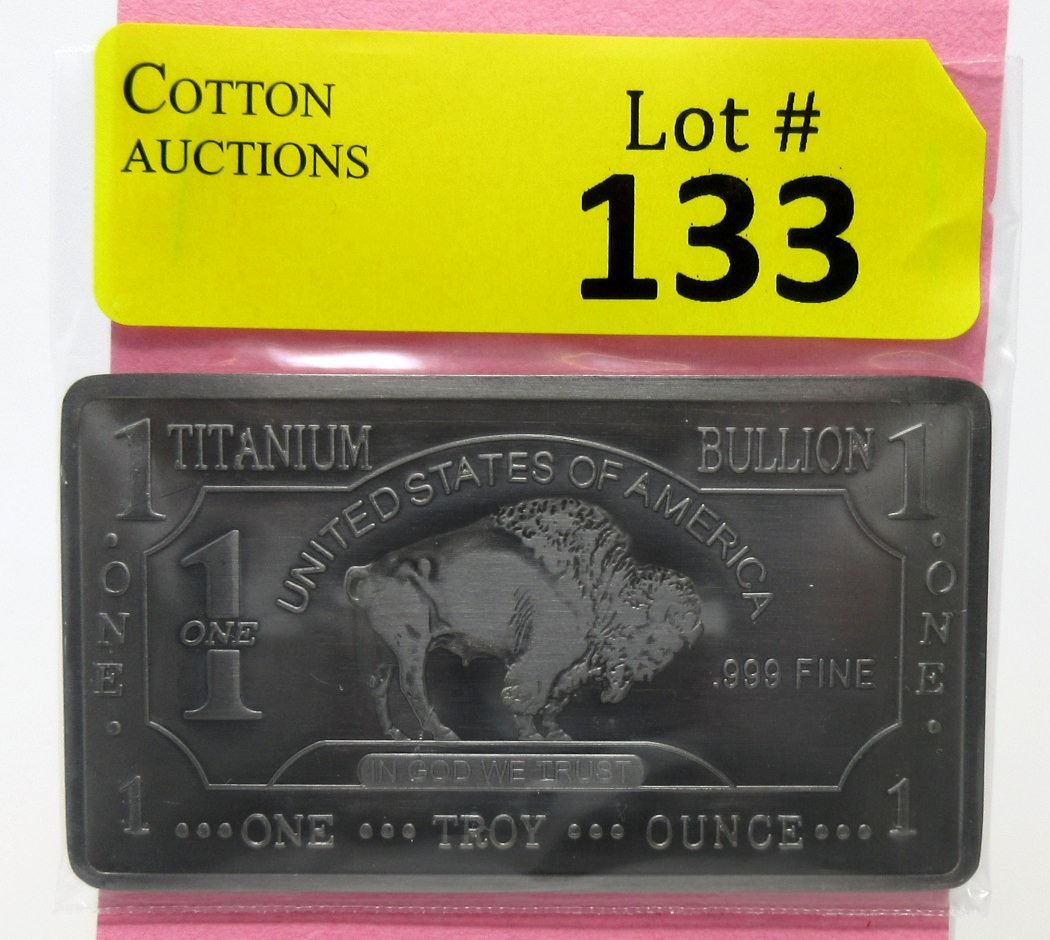 COTTON
AUCTIONS
Lot #
133
1 TITANIUM BULLION 1
UNITED STATES OF AMERICA
• ONE •
1
ONE
.999 FINE
• ONE •
IN GOD WE TRUST
1 •••ONE ••• TROY ••• OUNCE••• 1